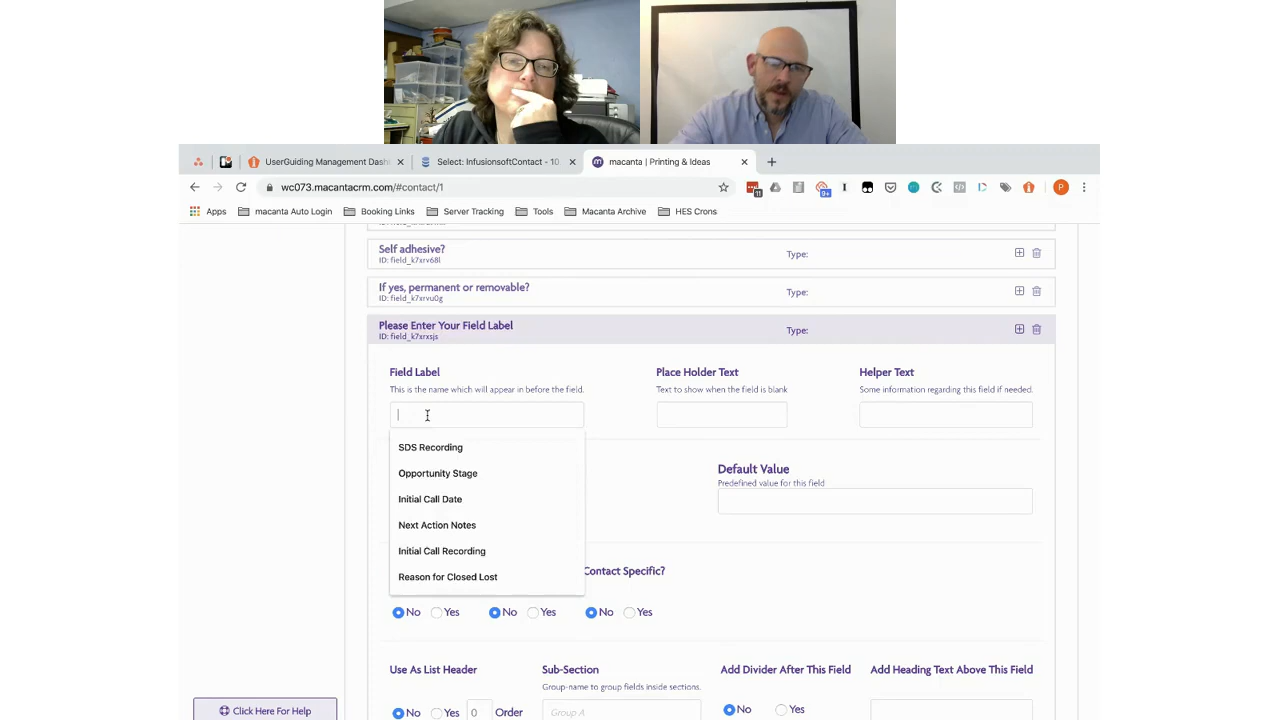 UserGuiding Management Dash
Select: InfusionsoftContact - 10
macanta | Printing & Ideas
wc073.macantacrm.com/#contact/1
11
9+
P
Apps
macanta Auto Login
Booking Links
Server Tracking
Tools
Macanta Archive
HES Crons
Self adhesive?
ID: field_k7xrv68l
Type:
If yes, permanent or removable?
ID: field_k7xrvu0g
Type:
Please Enter Your Field Label
ID: field_k7xrxsjs
Type:
Field Label
This is the name which will appear in before the field.
Place Holder Text
Text to show when the field is blank
Helper Text
Some information regarding this field if needed.
SDS Recording
Opportunity Stage
Initial Call Date
Next Action Notes
Initial Call Recording
Reason for Closed Lost
Default Value
Predefined value for this field
Contact Specific?
No Yes No Yes No Yes
Use As List Header
No Yes 0 Order
Sub-Section
Group-name to group fields inside sections.
Group A
Add Divider After This Field
No Yes
Add Heading Text Above This Field
Click Here For Help